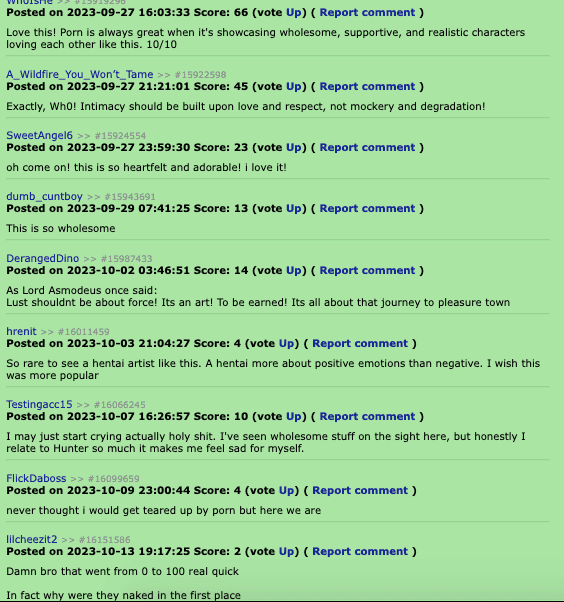 WhoIsHe >> #15919296
Posted on 2023-09-27 16:03:33 Score: 66 (vote Up) ( Report comment )
Love this! Porn is always great when it's showcasing wholesome, supportive, and realistic characters
loving each other like this. 10/10
A_Wildfire_You_Won't_Tame >> #15922598
Posted on 2023-09-27 21:21:01 Score: 45 (vote Up) ( Report comment )
Exactly, Wh0! Intimacy should be built upon love and respect, not mockery and degradation!
SweetAngel6 >> #15924554
Posted on 2023-09-27 23:59:30 Score: 23 (vote Up) ( Report comment )
oh come on! this is so heartfelt and adorable! i love it!
dumb_cuntboy >> #15943691
Posted on 2023-09-29 07:41:25 Score: 13 (vote Up) ( Report comment )
This is so wholesome
DerangedDino >> #15987433
Posted on 2023-10-02 03:46:51 Score: 14 (vote Up) ( Report comment )
As Lord Asmodeus once said:
Lust shouldnt be about force! Its an art! To be earned! Its all about that journey to pleasure town
hrenit >> #16011459
Posted on 2023-10-03 21:04:27 Score: 4 (vote Up) ( Report comment )
So rare to see a hentai artist like this. A hentai more about positive emotions than negative. I wish this
was more popular
Testingacc15 >> #16066245
Posted on 2023-10-07 16:26:57 Score: 10 (vote Up) ( Report comment )
I may just start crying actually holy shit. I've seen wholesome stuff on the sight here, but honestly I
relate to Hunter so much it makes me feel sad for myself.
FlickDaboss >> #16099659
Posted on 2023-10-09 23:00:44 Score: 4 (vote Up) ( Report comment )
never thought i would get teared up by porn but here we are
lilcheezit2 >> #16151586
Posted on 2023-10-13 19:17:25 Score: 2 (vote Up) ( Report comment )
Damn bro that went from 0 to 100 real quick
In fact why were they naked in the first place